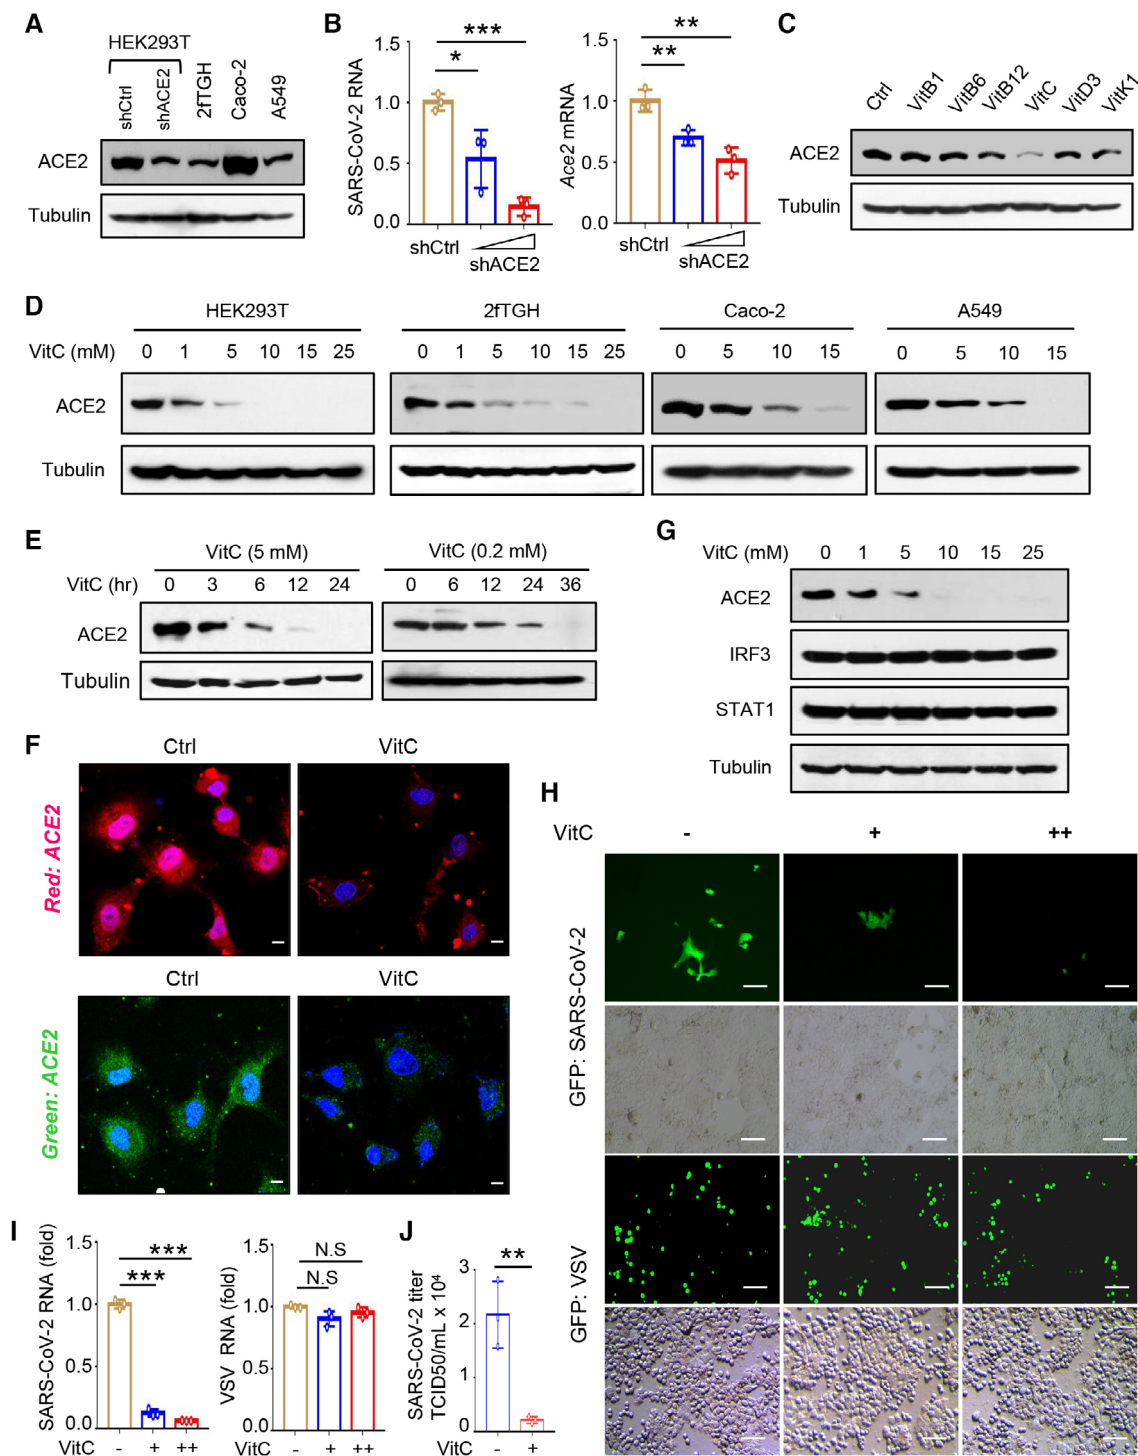 A
HEK293T
shCtrl
shACE2
2fTGH
Caco-2
A549
ACE2
Tubulin
B
SARS-CoV-2 RNA
1.5
1.0
0.5
0.0
***
*
shCtrl
shACE2
Ace2 mRNA
1.5
1.0
0.5
0.0
**
**
shCtrl
shACE2
C
Ctrl
VitB1
VitB6
VitB12
VitC
VitD3
VitK1
ACE2
Tubulin
D
HEK293T 2fTGH Caco-2 A549
VitC (mM) 0 1 5 10 15 25 0 1 5 10 15 25 0 5 10 15 0 5 10 15
ACE2
Tubulin
E
VitC (5 mM) VitC (0.2 mM)
VitC (hr) 0 3 6 12 24 0 6 12 24 36
ACE2
Tubulin
G
VitC (mM) 0 1 5 10 15 25
ACE2
IRF3
STAT1
Tubulin
F
Ctrl VitC
Red: ACE2
Ctrl VitC
Green: ACE2
H
VitC - + ++
GFP: SARS-CoV-2
GFP: VSV
I
SARS-CoV-2 RNA (fold)
1.5
1.0
0.5
0.0
***
***
VitC - + ++
VSV RNA (fold)
1.5
1.0
0.5
0.0
N.S
N.S
- + ++
J
SARS-CoV-2 titer
TCID50/mL x 10⁴
3
2
1
0
**
VitC - +